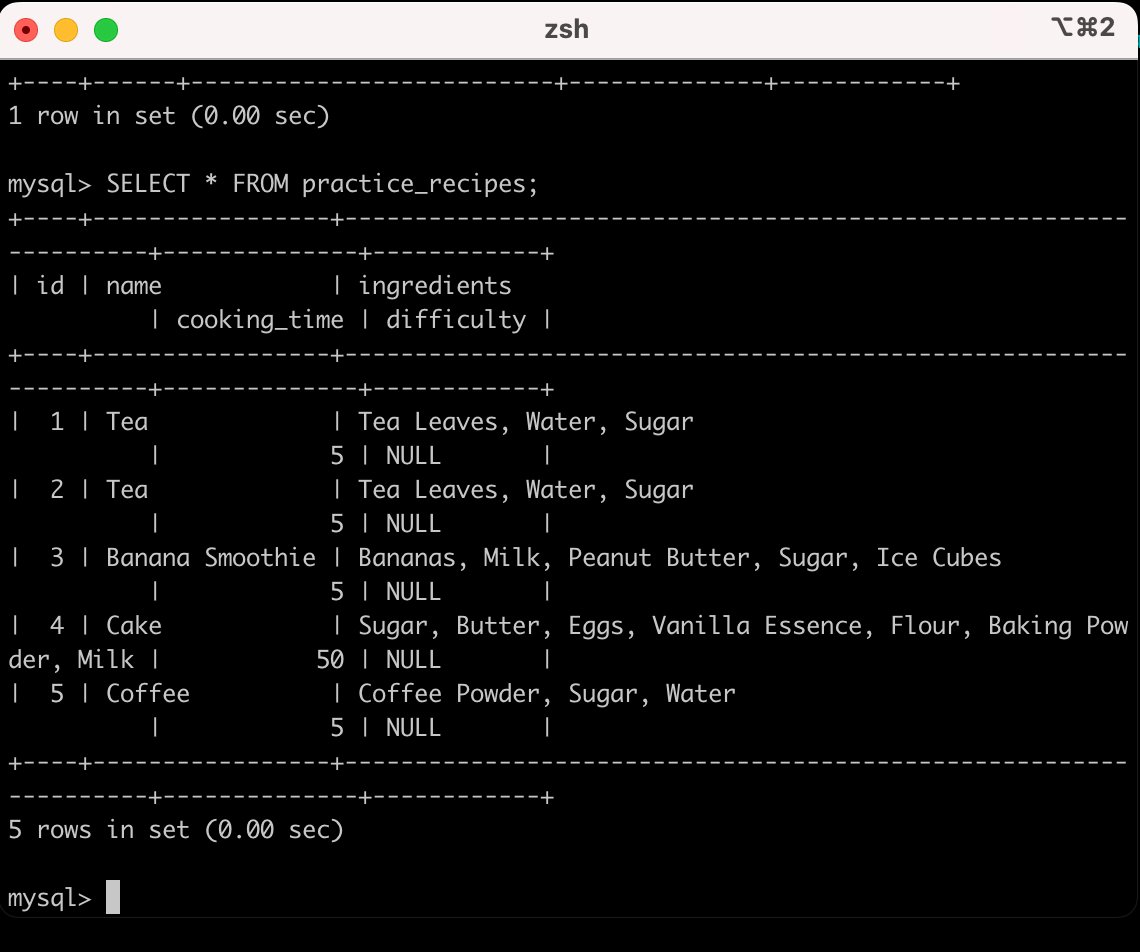 zsh
⌥⌘2
+----+------+--------------------------+--------------+------------+
1 row in set (0.00 sec)
mysql> SELECT * FROM practice_recipes;
+----+-----------------+--------------------------------------------------------
----------+--------------+------------+
| id | name            | ingredients
          | cooking_time | difficulty |
+----+-----------------+--------------------------------------------------------
----------+--------------+------------+
|  1 | Tea             | Tea Leaves, Water, Sugar
          |            5 | NULL       |
|  2 | Tea             | Tea Leaves, Water, Sugar
          |            5 | NULL       |
|  3 | Banana Smoothie | Bananas, Milk, Peanut Butter, Sugar, Ice Cubes
          |            5 | NULL       |
|  4 | Cake            | Sugar, Butter, Eggs, Vanilla Essence, Flour, Baking Pow
der, Milk |           50 | NULL       |
|  5 | Coffee          | Coffee Powder, Sugar, Water
          |            5 | NULL       |
+----+-----------------+--------------------------------------------------------
----------+--------------+------------+
5 rows in set (0.00 sec)
mysql>